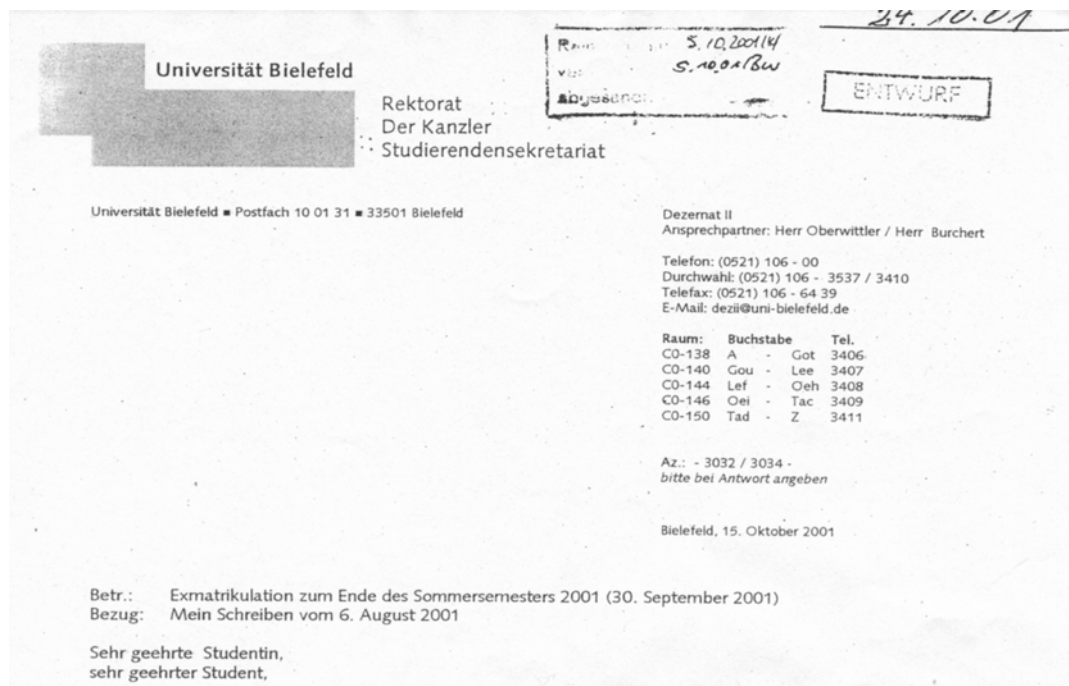 24.10.01
5.10.2001/4
5.10.01/Bw
abgesandt:
ENTWURF
Universität Bielefeld
Rektorat
Der Kanzler
Studierendensekretariat
Universität Bielefeld ■ Postfach 10 01 31 ■ 33501 Bielefeld
Dezernat II
Ansprechpartner: Herr Oberwittler / Herr Burchert
Telefon: (0521) 106 - 00
Durchwahl: (0521) 106 - 3537 / 3410
Telefax: (0521) 106 - 64 39
E-Mail: dezii@uni-bielefeld.de
Raum: Buchstabe Tel.
C0-138 A - Got 3406
C0-140 Gou - Lee 3407
C0-144 Lef - Oeh 3408
C0-146 Oei - Tac 3409
C0-150 Tad - Z 3411
Az.: - 3032 / 3034 -
bitte bei Antwort angeben
Bielefeld, 15. Oktober 2001
Betr.: Exmatrikulation zum Ende des Sommersemesters 2001 (30. September 2001)
Bezug: Mein Schreiben vom 6. August 2001
Sehr geehrte Studentin,
sehr geehrter Student,